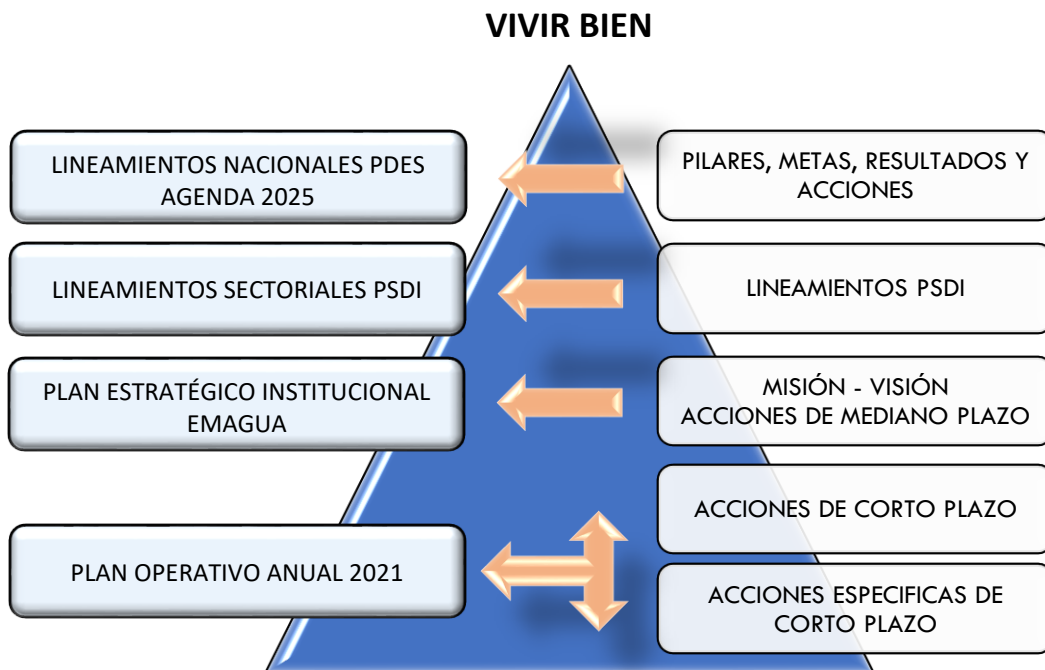 VIVIR BIEN
LINEAMIENTOS NACIONALES PDES
AGENDA 2025
PILARES, METAS, RESULTADOS Y
ACCIONES
LINEAMIENTOS SECTORIALES PSDI
LINEAMIENTOS PSDI
PLAN ESTRATÉGICO INSTITUCIONAL
EMAGUA
MISIÓN - VISIÓN
ACCIONES DE MEDIANO PLAZO
PLAN OPERATIVO ANUAL 2021
ACCIONES DE CORTO PLAZO
ACCIONES ESPECIFICAS DE
CORTO PLAZO